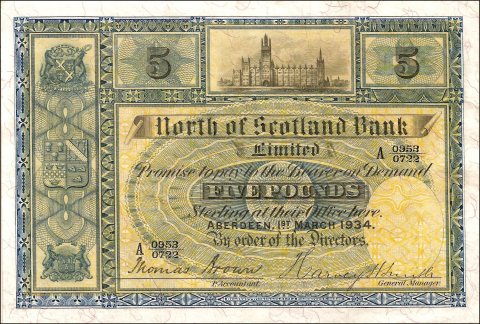 5
5
North of Scotland Bank
Limited
A 0953
0722
Promise to pay to the Bearer on Demand
FIVE POUNDS
Sterling at their Office here.
ABERDEEN, 1ST MARCH 1934.
By order of the Directors.
A 0953
0722
Thomas Brown
P. Accountant.
General Manager.